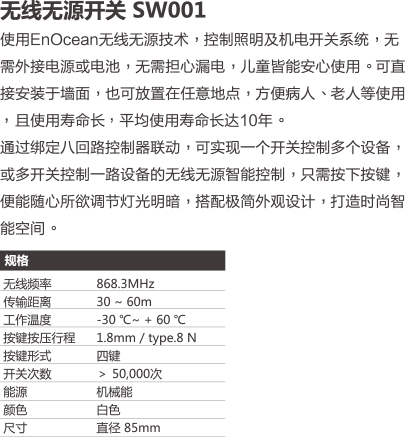 无线无源开关 SW001
使用EnOcean无线无源技术，控制照明及机电开关系统，无
需外接电源或电池，无需担心漏电，儿童皆能安心使用。可直
接安装于墙面，也可放置在任意地点，方便病人、老人等使用
，且使用寿命长，平均使用寿命长达10年。
通过绑定八回路控制器联动，可实现一个开关控制多个设备，
或多开关控制一路设备的无线无源智能控制，只需按下按键，
便能随心所欲调节灯光明暗，搭配极简外观设计，打造时尚智
能空间。
规格
无线频率 868.3MHz
传输距离 30 ~ 60m
工作温度 -30 ℃~ + 60 ℃
按键按压行程 1.8mm / type.8 N
按键形式 四键
开关次数 ＞ 50,000次
能源 机械能
颜色 白色
尺寸 直径 85mm